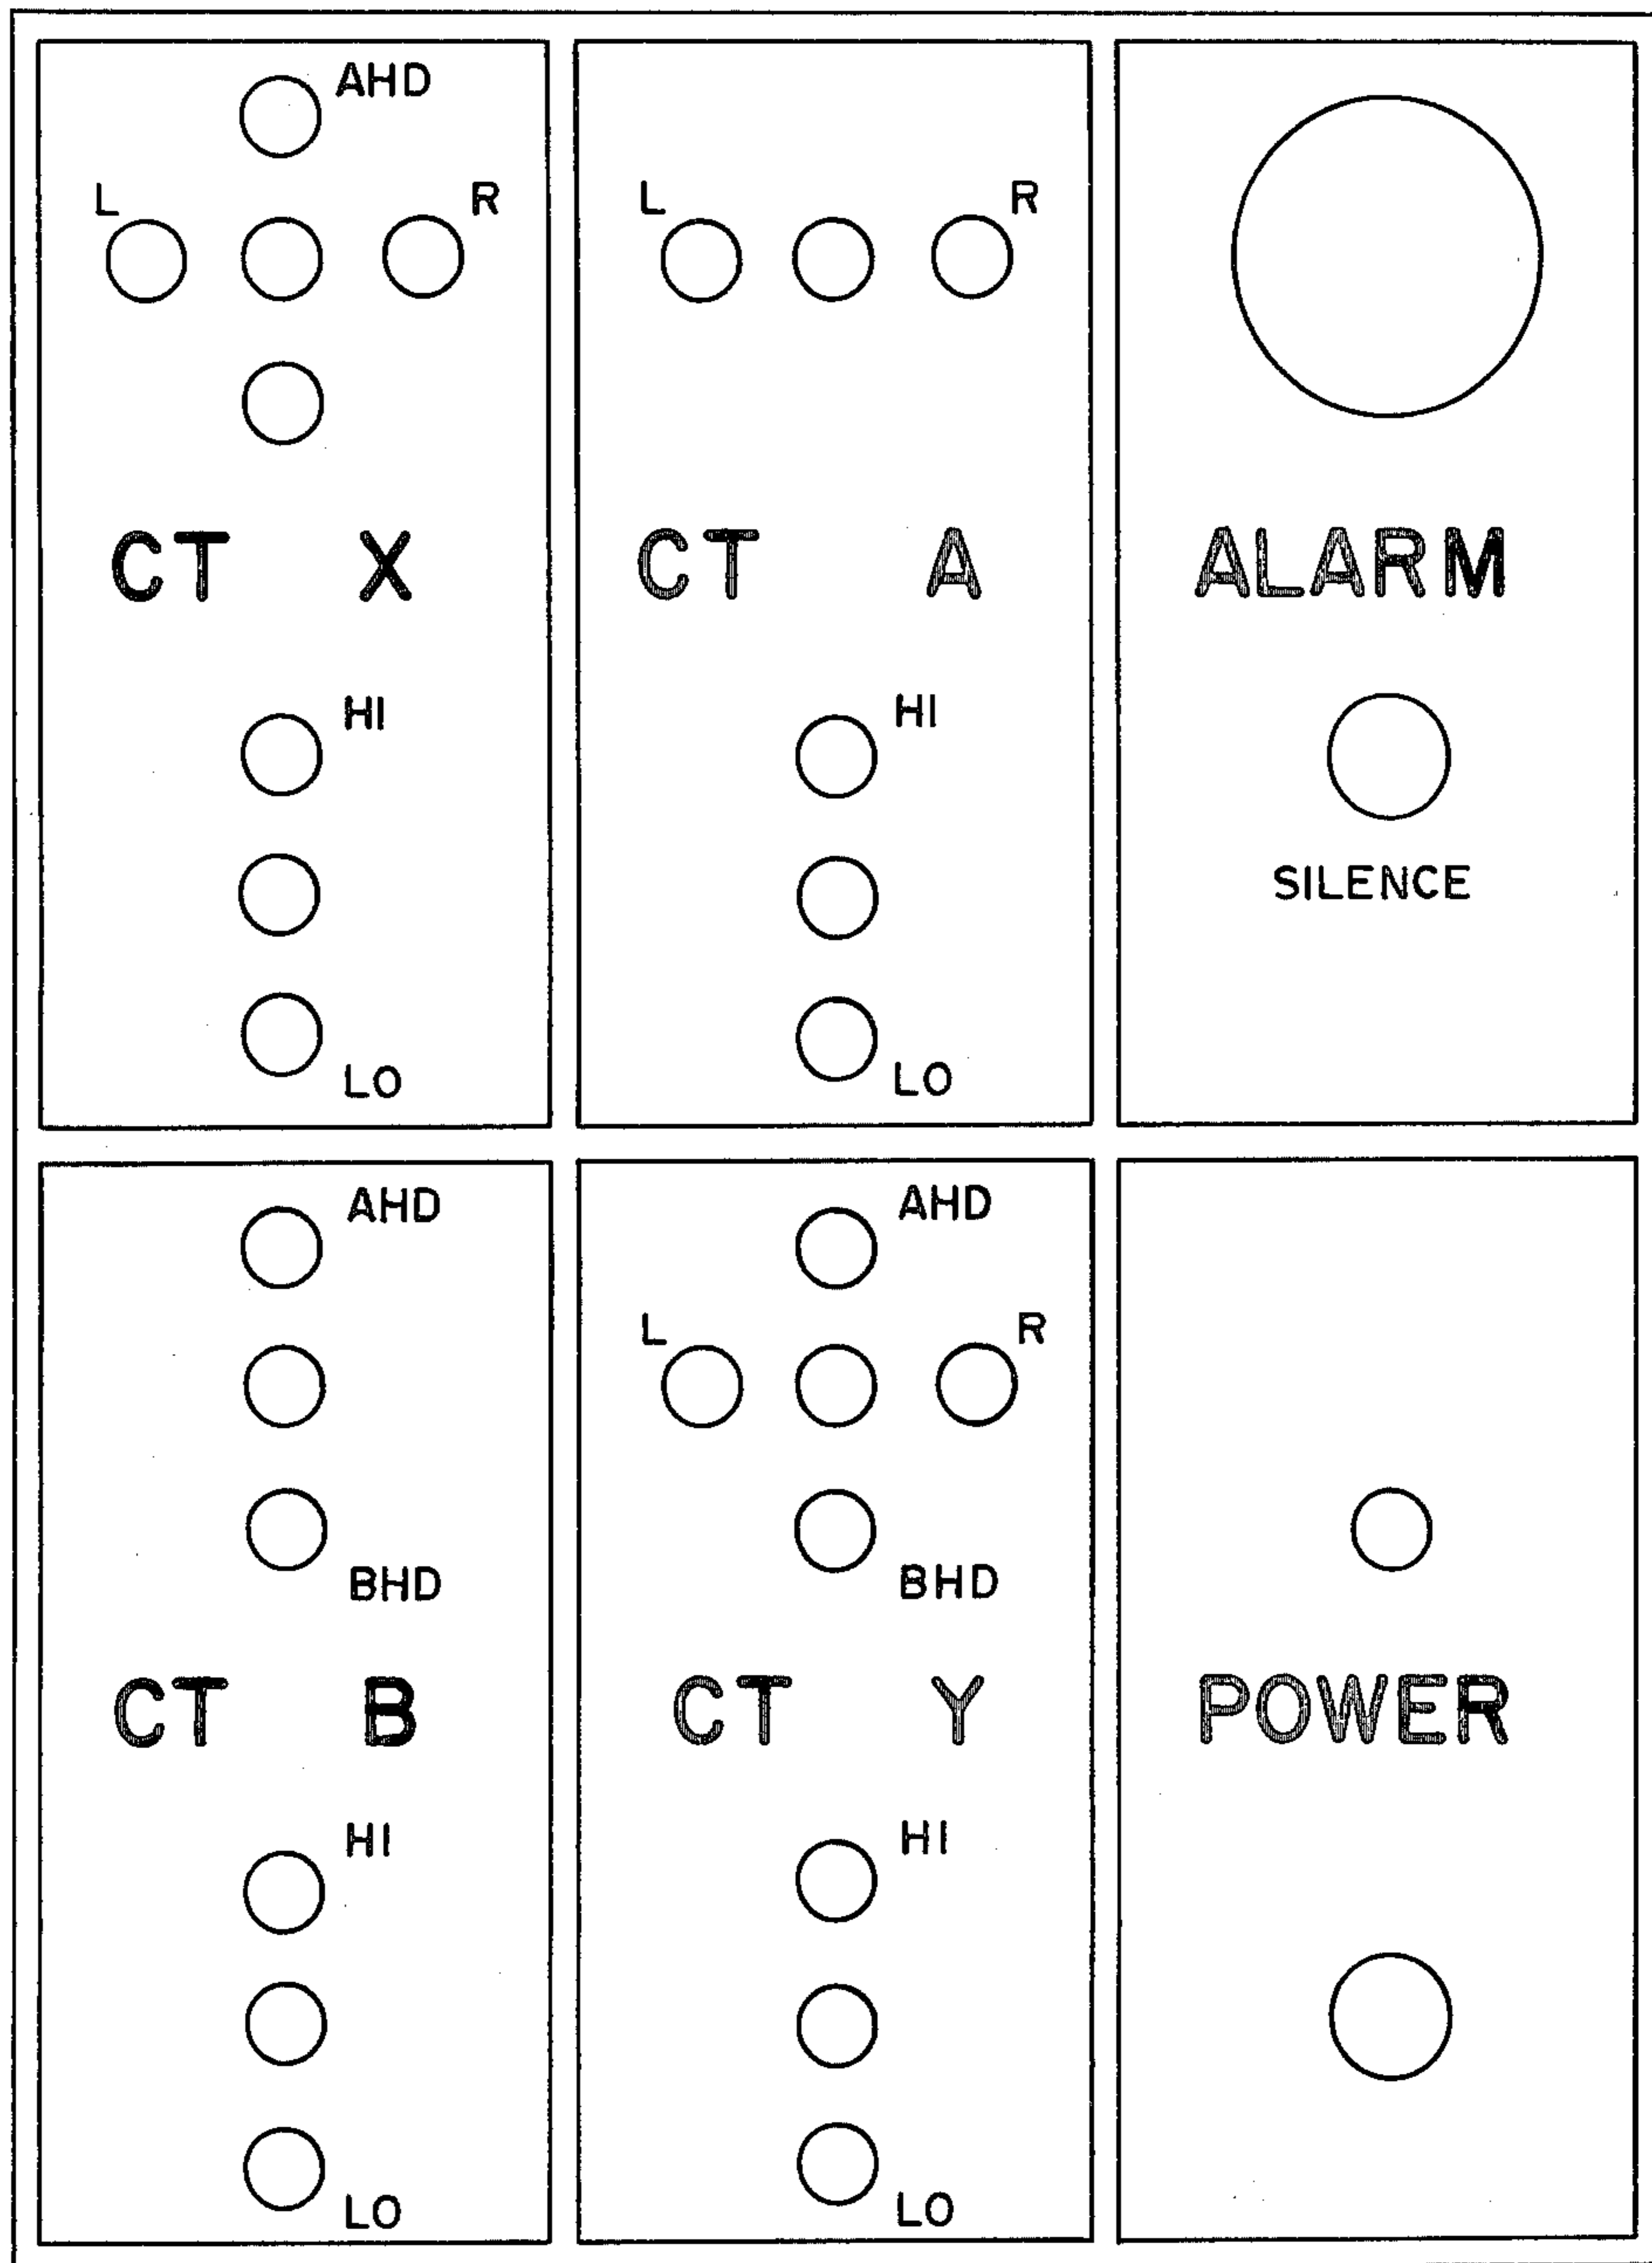 AHD
L R
CT X
HI
LO
L R
CT A
HI
LO
ALARM
SILENCE
AHD
BHD
CT B
HI
LO
AHD
L R
BHD
CT Y
HI
LO
POWER